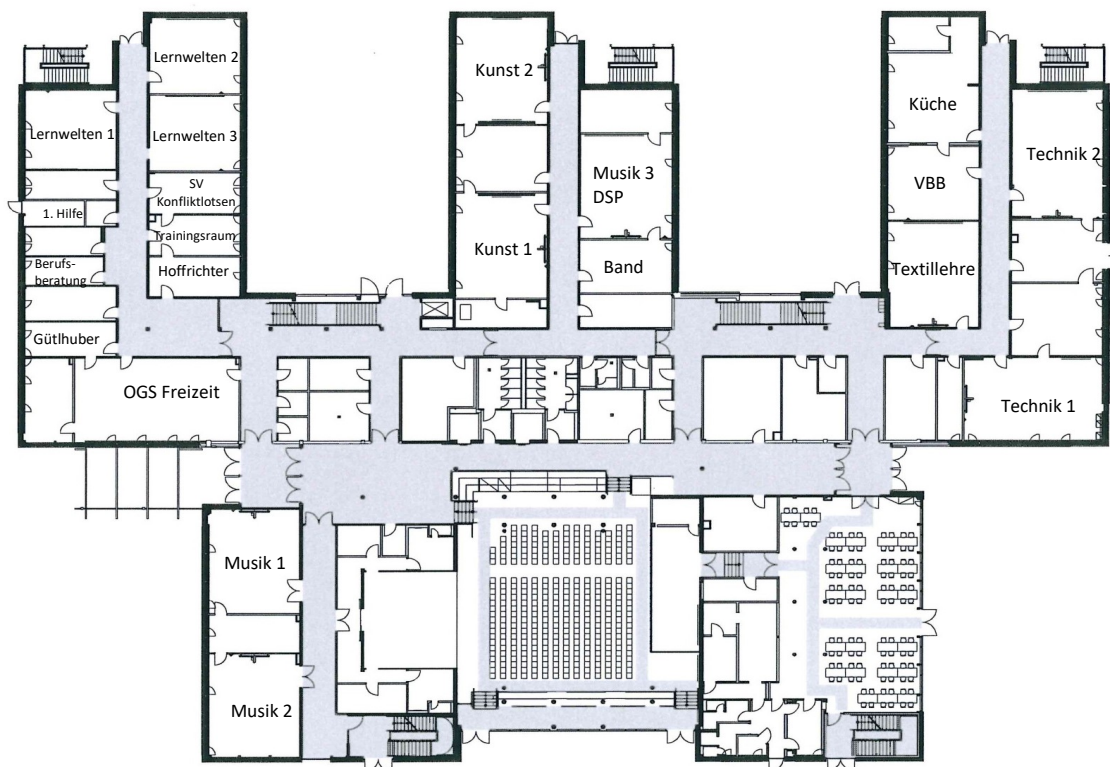 Lernwelten 2
Lernwelten 1
Lernwelten 3
SV
Konfliktlotsen
1. Hilfe
Trainingsraum
Berufs-
beratung
Hoffrichter
Gütlhuber
OGS Freizeit
Kunst 2
Kunst 1
Musik 3
DSP
Band
Küche
VBB
Textillehre
Technik 2
Technik 1
Musik 1
Musik 2